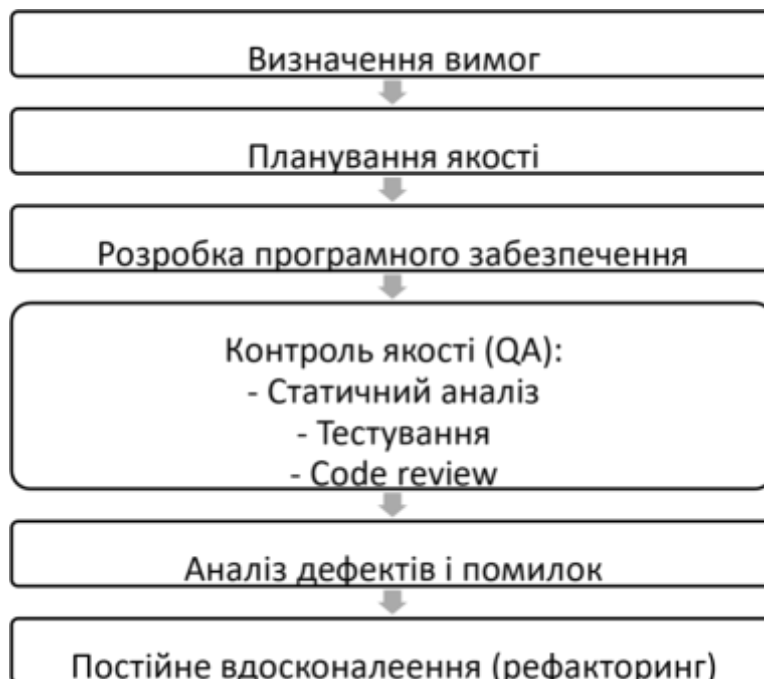 Визначення вимог
Планування якості
Розробка програмного забезпечення
Контроль якості (QA):
- Статичний аналіз
- Тестування
- Code review
Аналіз дефектів і помилок
Постійне вдосконалеення (рефакторинг)